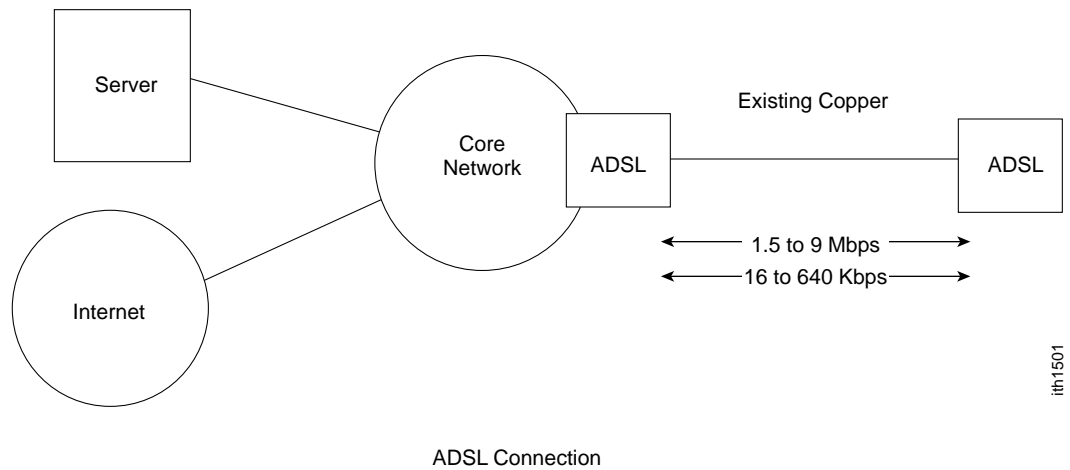 Server
Existing Copper
Core
Network
ADSL
ADSL
1.5 to 9 Mbps
16 to 640 Kbps
Internet
ith1501
ADSL Connection